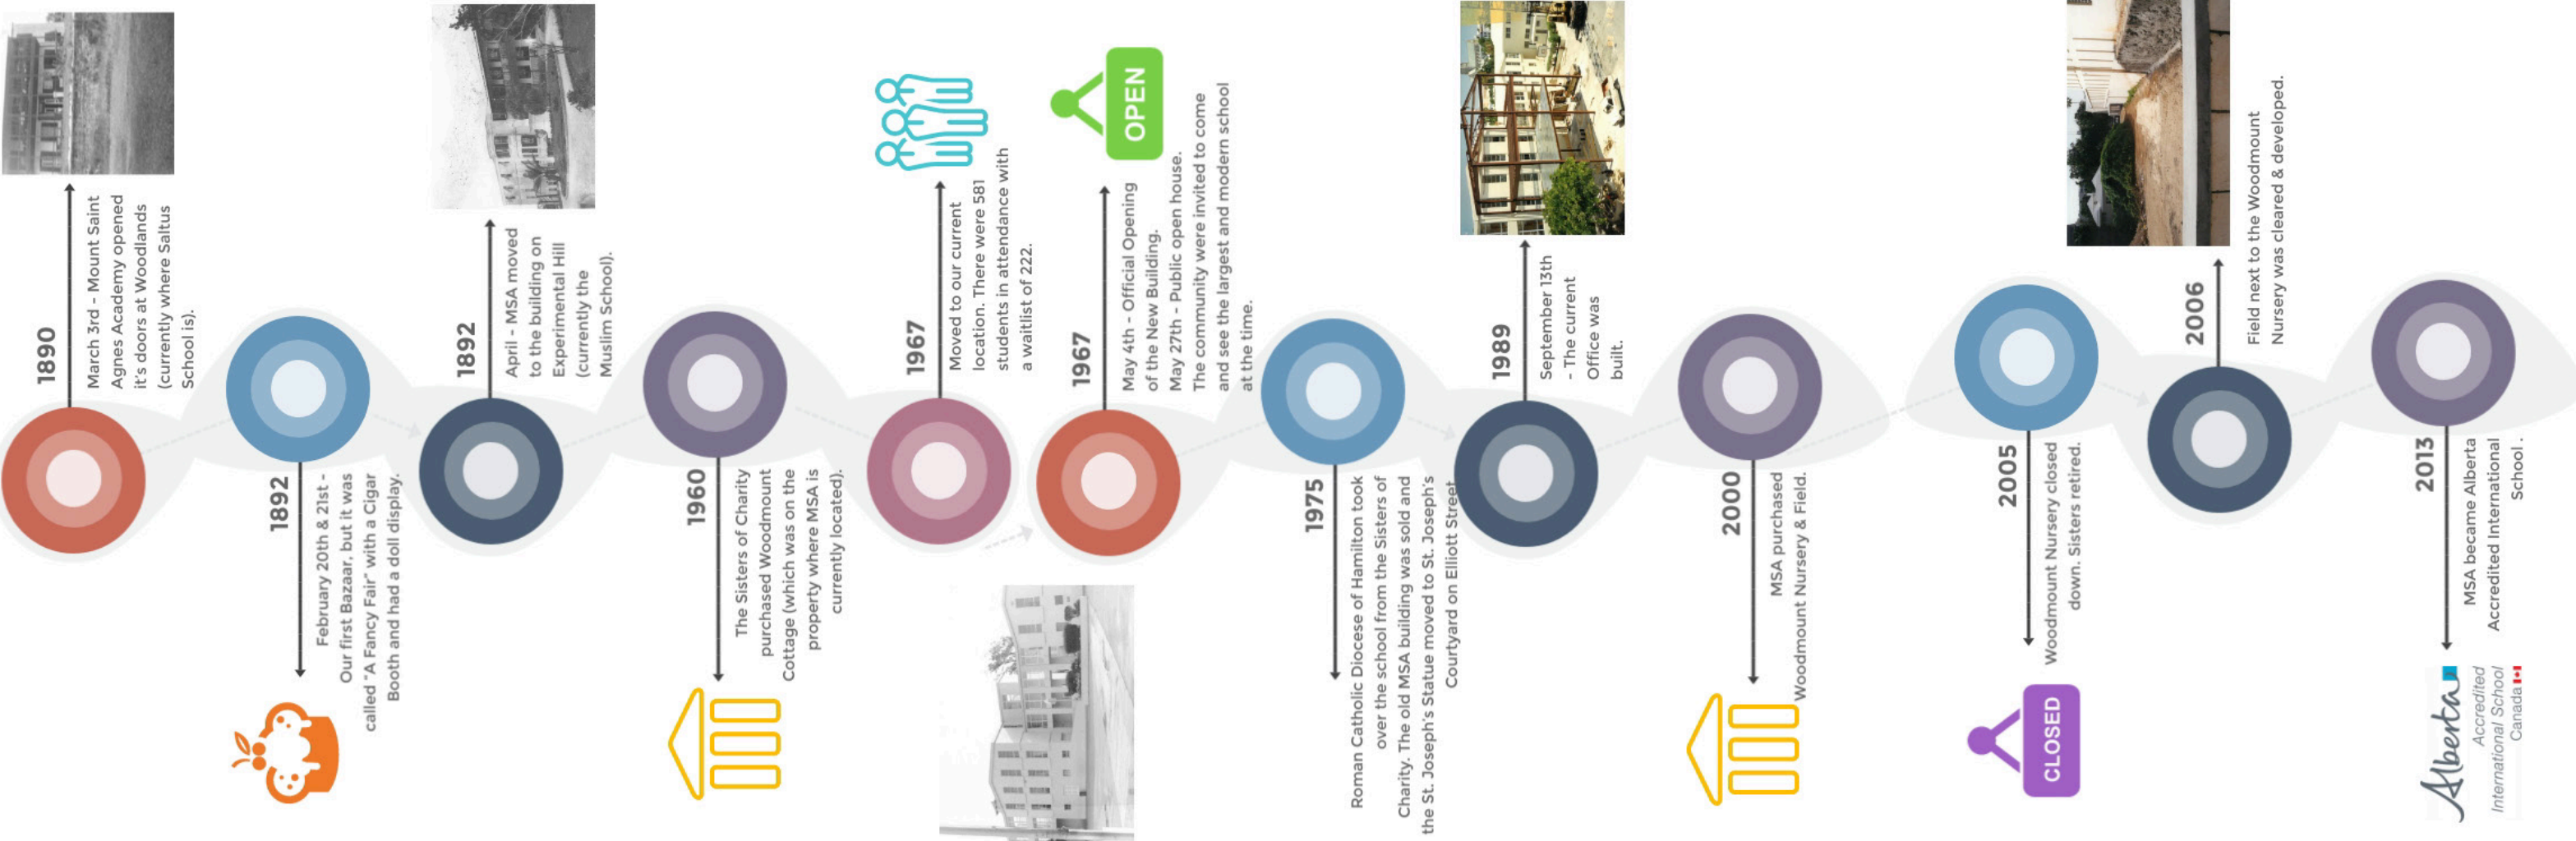 1890
March 3rd - Mount Saint
Agnes Academy opened
it's doors at Woodlands
(currently where Saltus
School is).
1892
February 20th & 21st -
Our first Bazaar, but it was
called "A Fancy Fair" with a Cigar
Booth and had a doll display.
1892
April - MSA moved
to the building on
Experimental Hill
(currently the
Muslim School).
1960
The Sisters of Charity
purchased Woodmount
Cottage (which was on the
property where MSA is
currently located).
1967
Moved to our current
location. There were 581
students in attendance with
a waitlist of 222.
OPEN
1967
May 4th - Official Opening
of the New Building.
May 27th - Public open house.
The community were invited to come
and see the largest and modern school
at the time.
1975
Roman Catholic Diocese of Hamilton took
over the school from the Sisters of
Charity. The old MSA building was sold and
the St. Joseph's Statue moved to St. Joseph's
Courtyard on Elliott Street
1989
September 13th
- The current
Office was
built.
2000
MSA purchased
Woodmount Nursery & Field.
2005
Woodmount Nursery closed
down. Sisters retired.
CLOSED
2006
Field next to the Woodmount
Nursery was cleared & developed.
2013
MSA became Alberta
Accredited International
School.
Alberta
Accredited
International School
Canada